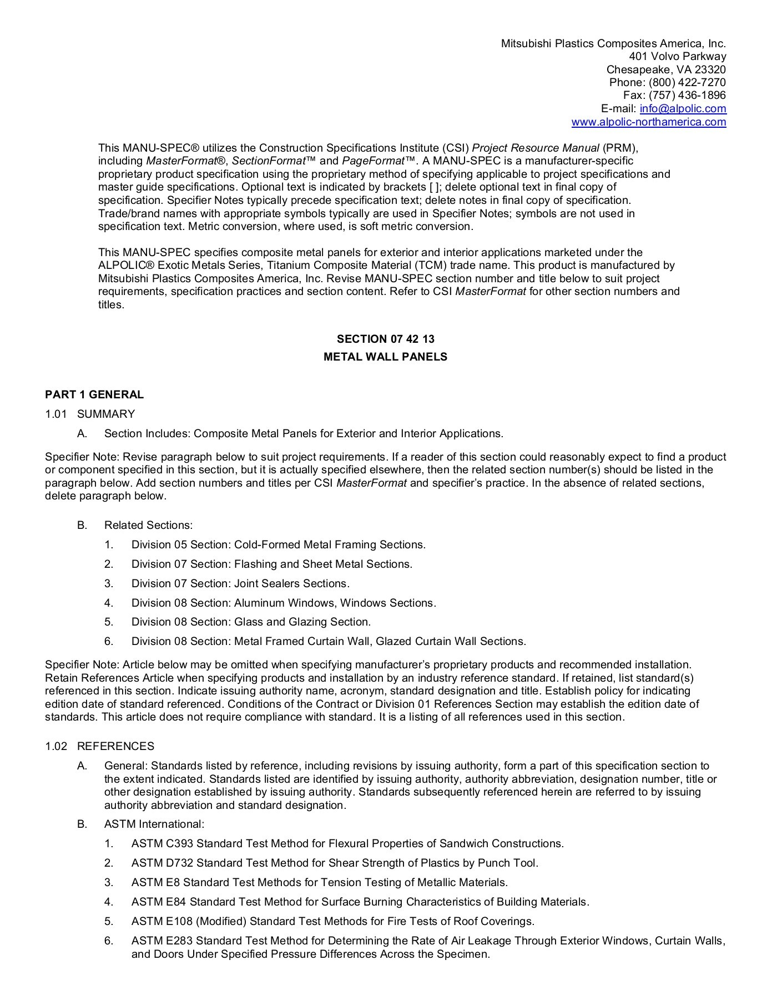 Mitsubishi Plastics Composites America, Inc.
401 Volvo Parkway
Chesapeake, VA 23320
Phone: (800) 422-7270
Fax: (757) 436-1896
E-mail: info@alpolic.com
www.alpolic-northamerica.com
This MANU-SPEC® utilizes the Construction Specifications Institute (CSI) Project Resource Manual (PRM),
including MasterFormat®, SectionFormat™ and PageFormat™. A MANU-SPEC is a manufacturer-specific
proprietary product specification using the proprietary method of specifying applicable to project specifications and
master guide specifications. Optional text is indicated by brackets [ ]; delete optional text in final copy of
specification. Specifier Notes typically precede specification text; delete notes in final copy of specification.
Trade/brand names with appropriate symbols typically are used in Specifier Notes; symbols are not used in
specification text. Metric conversion, where used, is soft metric conversion.
This MANU-SPEC specifies composite metal panels for exterior and interior applications marketed under the
ALPOLIC® Exotic Metals Series, Titanium Composite Material (TCM) trade name. This product is manufactured by
Mitsubishi Plastics Composites America, Inc. Revise MANU-SPEC section number and title below to suit project
requirements, specification practices and section content. Refer to CSI MasterFormat for other section numbers and
titles.
SECTION 07 42 13
METAL WALL PANELS
PART 1 GENERAL
1.01 SUMMARY
A. Section Includes: Composite Metal Panels for Exterior and Interior Applications.
Specifier Note: Revise paragraph below to suit project requirements. If a reader of this section could reasonably expect to find a product
or component specified in this section, but it is actually specified elsewhere, then the related section number(s) should be listed in the
paragraph below. Add section numbers and titles per CSI MasterFormat and specifier's practice. In the absence of related sections,
delete paragraph below.
B. Related Sections:
1. Division 05 Section: Cold-Formed Metal Framing Sections.
2. Division 07 Section: Flashing and Sheet Metal Sections.
3. Division 07 Section: Joint Sealers Sections.
4. Division 08 Section: Aluminum Windows, Windows Sections.
5. Division 08 Section: Glass and Glazing Section.
6. Division 08 Section: Metal Framed Curtain Wall, Glazed Curtain Wall Sections.
Specifier Note: Article below may be omitted when specifying manufacturer's proprietary products and recommended installation.
Retain References Article when specifying products and installation by an industry reference standard. If retained, list standard(s)
referenced in this section. Indicate issuing authority name, acronym, standard designation and title. Establish policy for indicating
edition date of standard referenced. Conditions of the Contract or Division 01 References Section may establish the edition date of
standards. This article does not require compliance with standard. It is a listing of all references used in this section.
1.02 REFERENCES
A. General: Standards listed by reference, including revisions by issuing authority, form a part of this specification section to
the extent indicated. Standards listed are identified by issuing authority, authority abbreviation, designation number, title or
other designation established by issuing authority. Standards subsequently referenced herein are referred to by issuing
authority abbreviation and standard designation.
B. ASTM International:
1. ASTM C393 Standard Test Method for Flexural Properties of Sandwich Constructions.
2. ASTM D732 Standard Test Method for Shear Strength of Plastics by Punch Tool.
3. ASTM E8 Standard Test Methods for Tension Testing of Metallic Materials.
4. ASTM E84 Standard Test Method for Surface Burning Characteristics of Building Materials.
5. ASTM E108 (Modified) Standard Test Methods for Fire Tests of Roof Coverings.
6. ASTM E283 Standard Test Method for Determining the Rate of Air Leakage Through Exterior Windows, Curtain Walls,
and Doors Under Specified Pressure Differences Across the Specimen.